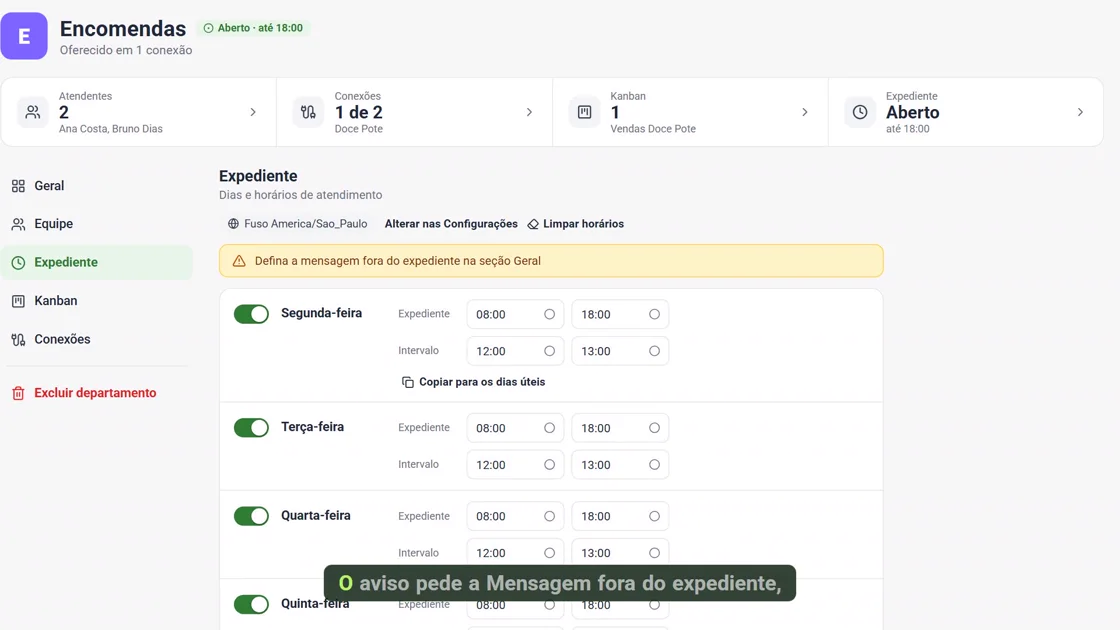 E
Encomendas
Aberto · até 18:00
Oferecido em 1 conexão
Atendentes
2
Ana Costa, Bruno Dias
Conexões
1 de 2
Doce Pote
Kanban
1
Vendas Doce Pote
Expediente
Aberto
até 18:00
Geral
Equipe
Expediente
Kanban
Conexões
Excluir departamento
Expediente
Dias e horários de atendimento
Fuso America/Sao_Paulo Alterar nas Configurações Limpar horários
Defina a mensagem fora do expediente na seção Geral
Segunda-feira Expediente 08:00 18:00
Intervalo 12:00 13:00
Copiar para os dias úteis
Terça-feira Expediente 08:00 18:00
Intervalo 12:00 13:00
Quarta-feira Expediente 08:00 18:00
Intervalo 12:00 13:00
O aviso pede a Mensagem fora do expediente,
Quinta-feira Expediente 08:00 18:00